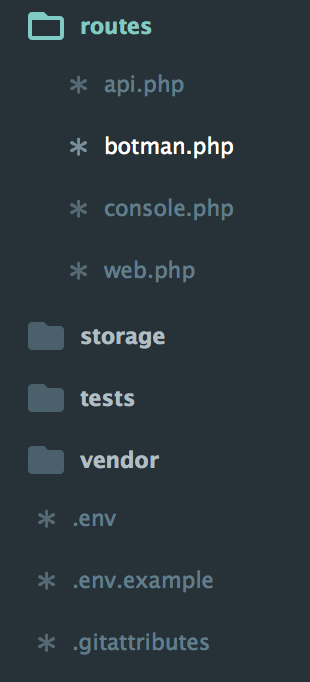 routes
api.php
botman.php
console.php
web.php
storage
tests
vendor
.env
.env.example
.gitattributes